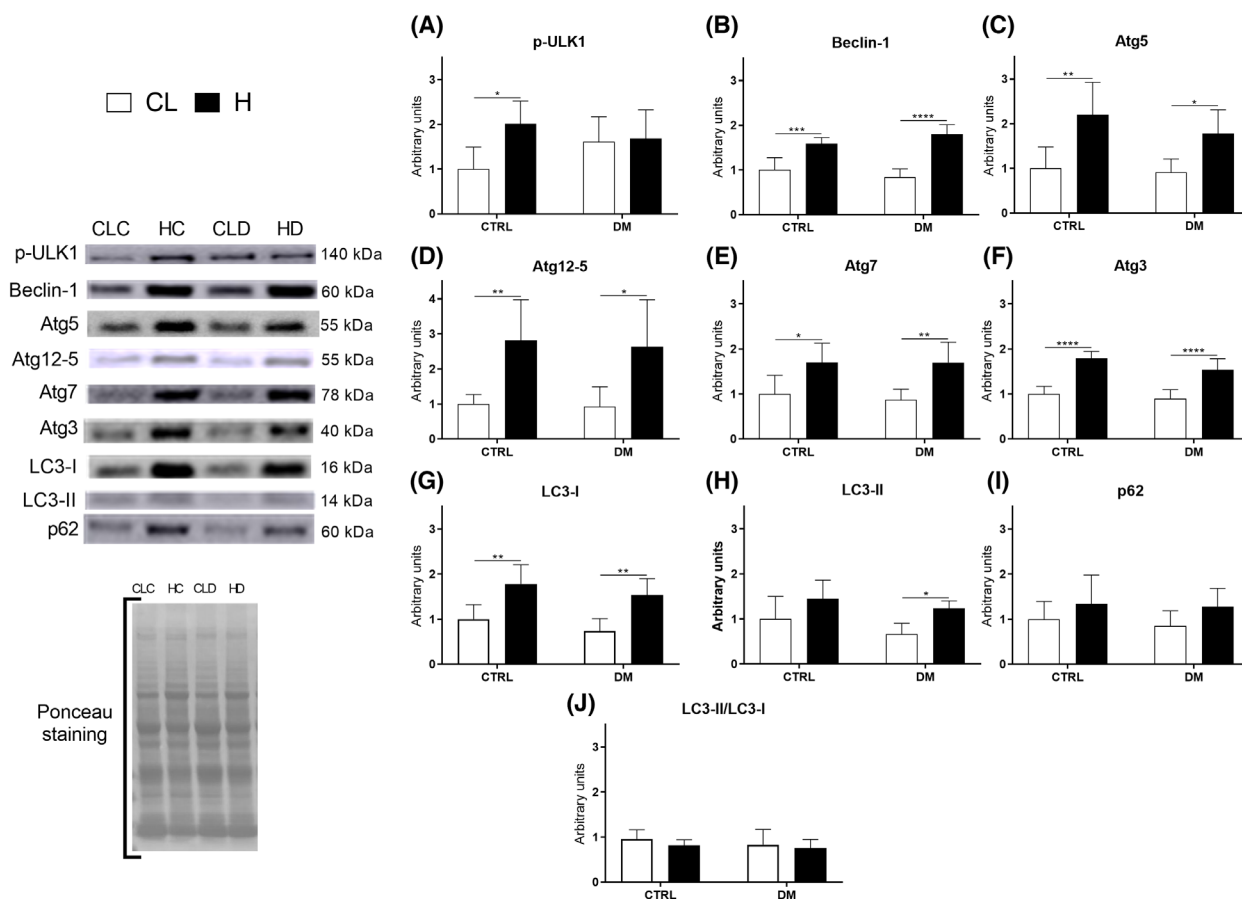 CL H
CLC HC CLD HD
p-ULK1 140 kDa
Beclin-1 60 kDa
Atg5 55 kDa
Atg12-5 55 kDa
Atg7 78 kDa
Atg3 40 kDa
LC3-I 16 kDa
LC3-II 14 kDa
p62 60 kDa
CLC HC CLD HD
Ponceau
staining
(A)
p-ULK1
Arbitrary units
3
2
1
0
*
CTRL DM
(B)
Beclin-1
Arbitrary units
3
2
1
0
*** ****
CTRL DM
(C)
Atg5
Arbitrary units
3
2
1
0
** *
CTRL DM
(D)
Atg12-5
Arbitrary units
4
3
2
1
0
** *
CTRL DM
(E)
Atg7
Arbitrary units
3
2
1
0
* **
CTRL DM
(F)
Atg3
Arbitrary units
3
2
1
0
**** ****
CTRL DM
(G)
LC3-I
Arbitrary units
3
2
1
0
** **
CTRL DM
(H)
LC3-II
Arbitrary units
3
2
1
0
*
CTRL DM
(I)
p62
Arbitrary units
3
2
1
0
CTRL DM
(J)
LC3-II/LC3-I
Arbitrary units
3
2
1
0
CTRL DM